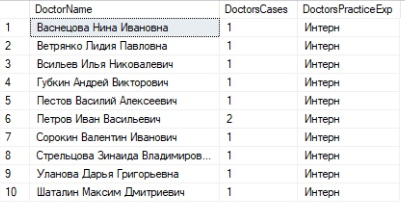 DoctorName DoctorsCases DoctorsPracticeExp
1 Васнецова Нина Ивановна 1 Интерн
2 Ветрянко Лидия Павловна 1 Интерн
3 Всильев Илья Николаевич 1 Интерн
4 Губкин Андрей Викторович 1 Интерн
5 Пестов Василий Алексеевич 1 Интерн
6 Петров Иван Васильевич 2 Интерн
7 Сорокин Валентин Иванович 1 Интерн
8 Стрельцова Зинаида Владимиров... 1 Интерн
9 Уланова Дарья Григорьевна 1 Интерн
10 Шаталин Максим Дмитриевич 1 Интерн